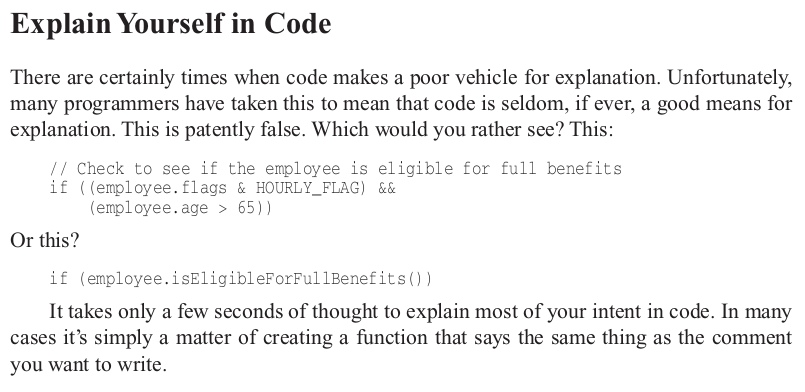 Explain Yourself in Code
There are certainly times when code makes a poor vehicle for explanation. Unfortunately,
many programmers have taken this to mean that code is seldom, if ever, a good means for
explanation. This is patently false. Which would you rather see? This:
// Check to see if the employee is eligible for full benefits
if ((employee.flags & HOURLY_FLAG) &&
(employee.age > 65))
Or this?
if (employee.isEligibleForFullBenefits())
It takes only a few seconds of thought to explain most of your intent in code. In many
cases it’s simply a matter of creating a function that says the same thing as the comment
you want to write.